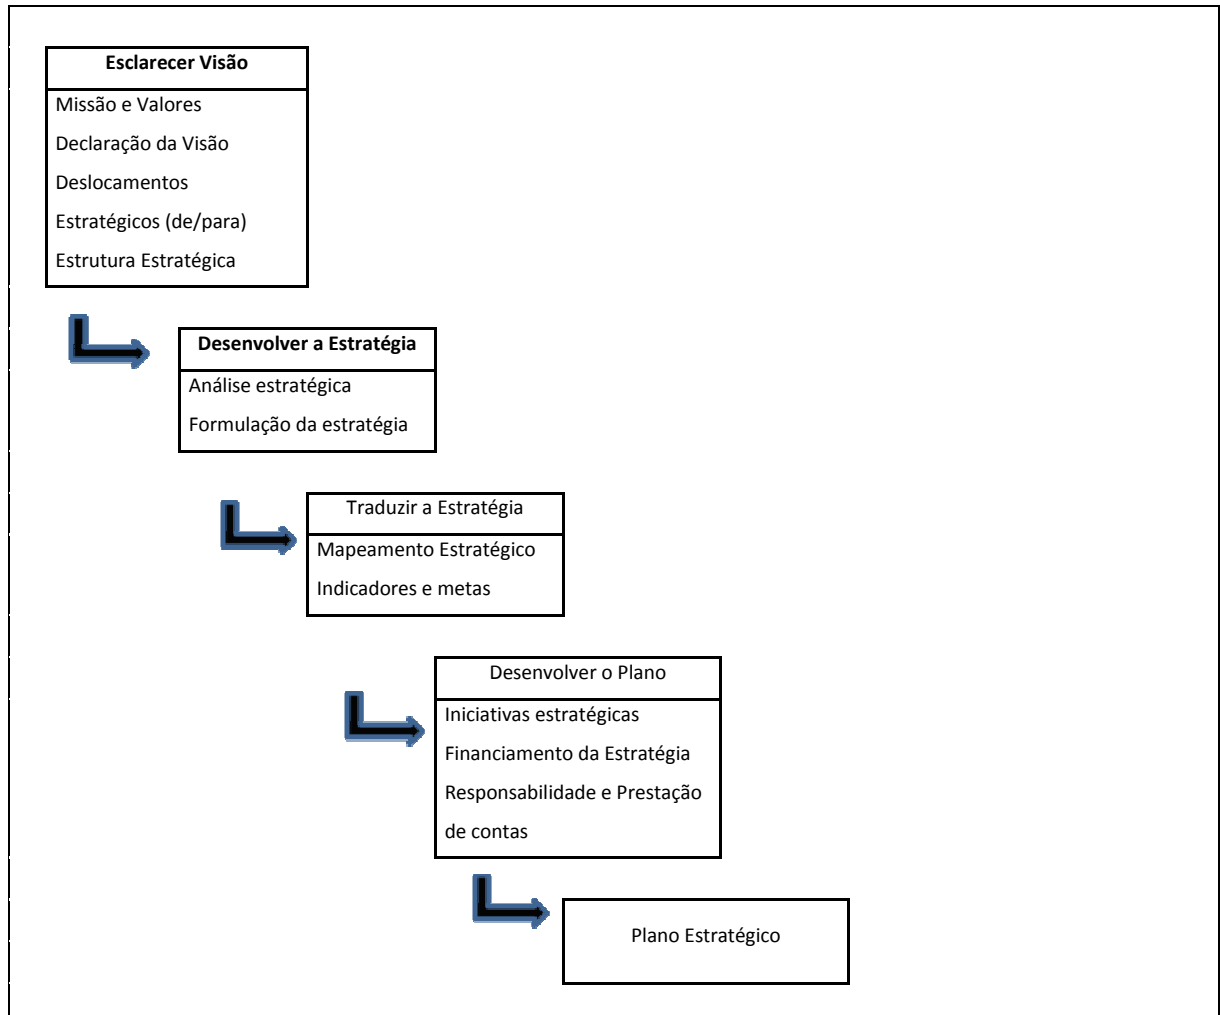 Esclarecer Visão
Missão e Valores
Declaração da Visão
Deslocamentos
Estratégicos (de/para)
Estrutura Estratégica
Desenvolver a Estratégia
Análise estratégica
Formulação da estratégia
Traduzir a Estratégia
Mapeamento Estratégico
Indicadores e metas
Desenvolver o Plano
Iniciativas estratégicas
Financiamento da Estratégia
Responsabilidade e Prestação
de contas
Plano Estratégico